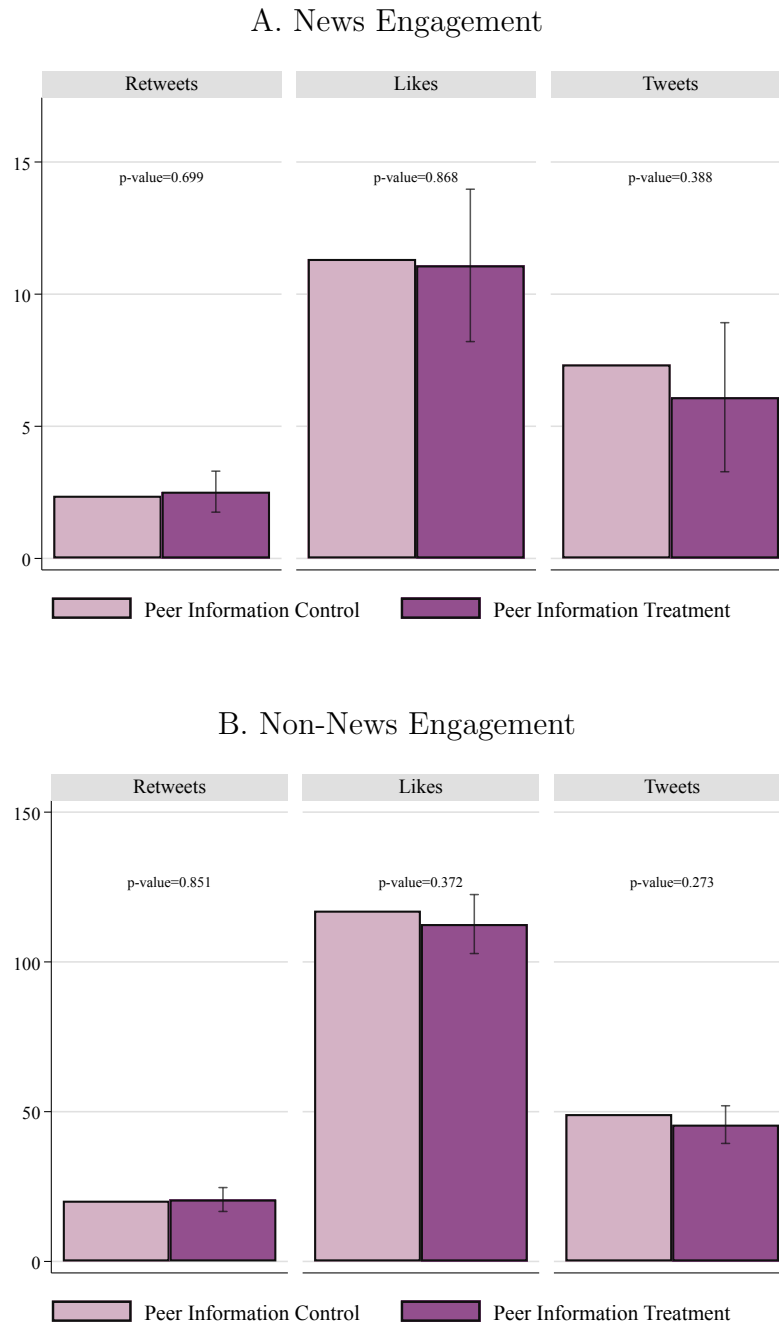 A. News Engagement
Retweets Likes Tweets
15
p-value=0.699 p-value=0.868 p-value=0.388
10
5
0
Peer Information Control Peer Information Treatment
B. Non-News Engagement
Retweets Likes Tweets
150
p-value=0.851 p-value=0.372 p-value=0.273
100
50
0
Peer Information Control Peer Information Treatment